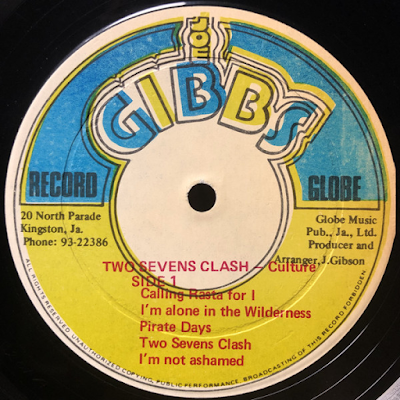 JOE
GIBBS
RECORD GLOBE
20 North Parade
Kingston, Ja.
Phone: 93-22386
Globe Music
Pub., Ja., Ltd.
Producer and
Arranger, J. Gibson
TWO SEVENS CLASH – Culture
SIDE 1
Calling Rasta for I
I'm alone in the Wilderness
Pirate Days
Two Sevens Clash
I'm not ashamed
ALL RIGHTS RESERVED. UNAUTHORIZED COPYING, PUBLIC PERFORMANCE, BROADCASTING OF THIS RECORD FORBIDDEN